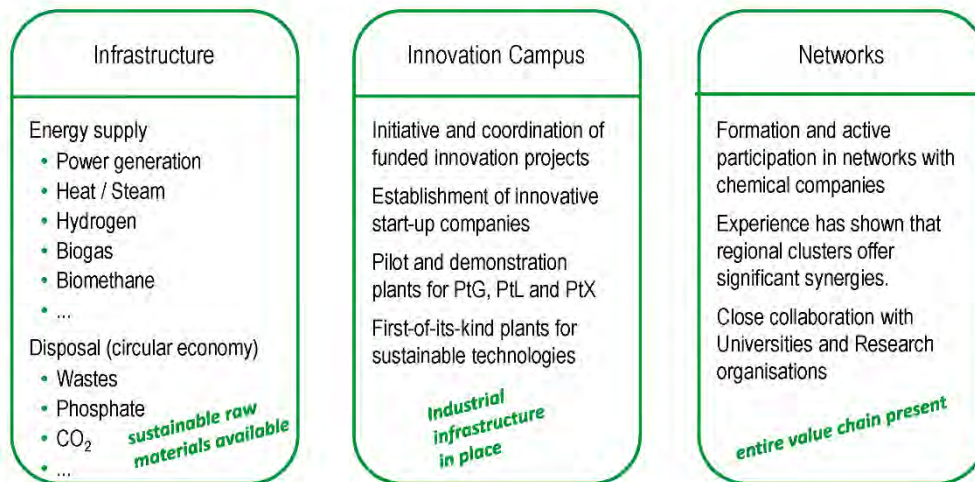 Infrastructure
Energy supply
• Power generation
• Heat / Steam
• Hydrogen
• Biogas
• Biomethane
• ...
Disposal (circular economy)
• Wastes
• Phosphate
• CO₂
• ...
sustainable raw
materials available
Innovation Campus
Initiative and coordination of
funded innovation projects
Establishment of innovative
start-up companies
Pilot and demonstration
plants for PtG, PtL and PtX
First-of-its-kind plants for
sustainable technologies
Industrial
infrastructure
in place
Networks
Formation and active
participation in networks with
chemical companies
Experience has shown that
regional clusters offer
significant synergies.
Close collaboration with
Universities and Research
organisations
entire value chain present